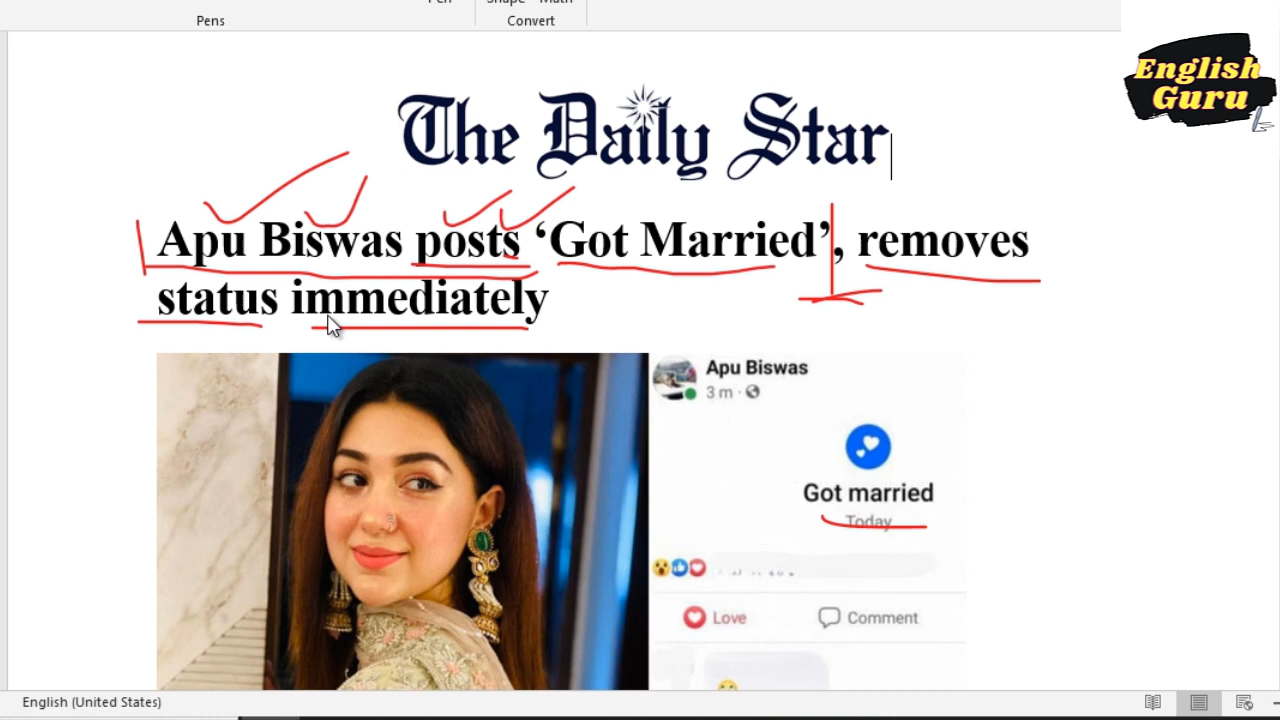 Pens
Convert
English
Guru
The Daily Star
Apu Biswas posts ‘Got Married’, removes
status immediately
Apu Biswas
3 m ·
Got married
Today
Love
Comment
English (United States)